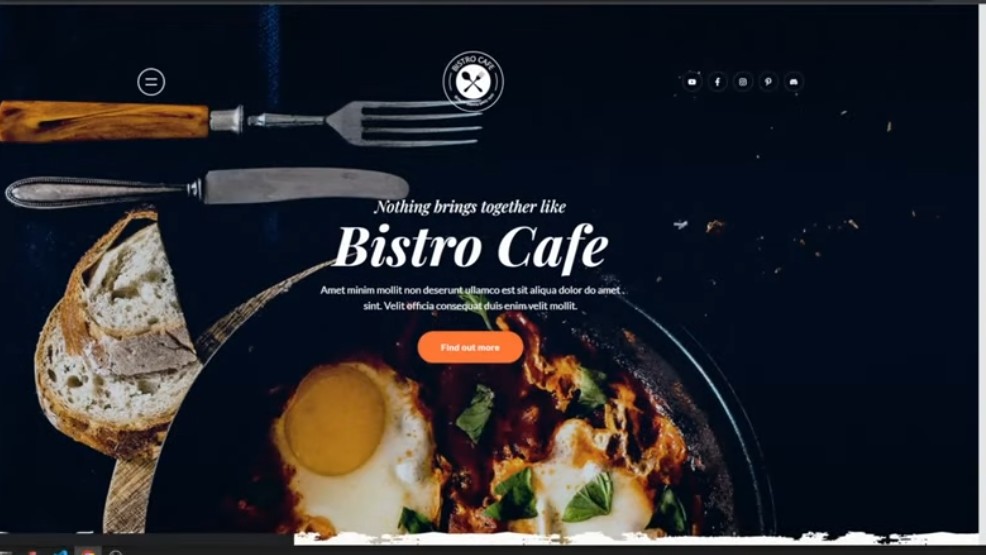 BISTRO CAFE
Nothing brings together like
Bistro Cafe
Amet minim mollit non deserunt ullamco est sit aliqua dolor do amet .
sint. Velit officia consequat duis enim velit mollit.
Find out more